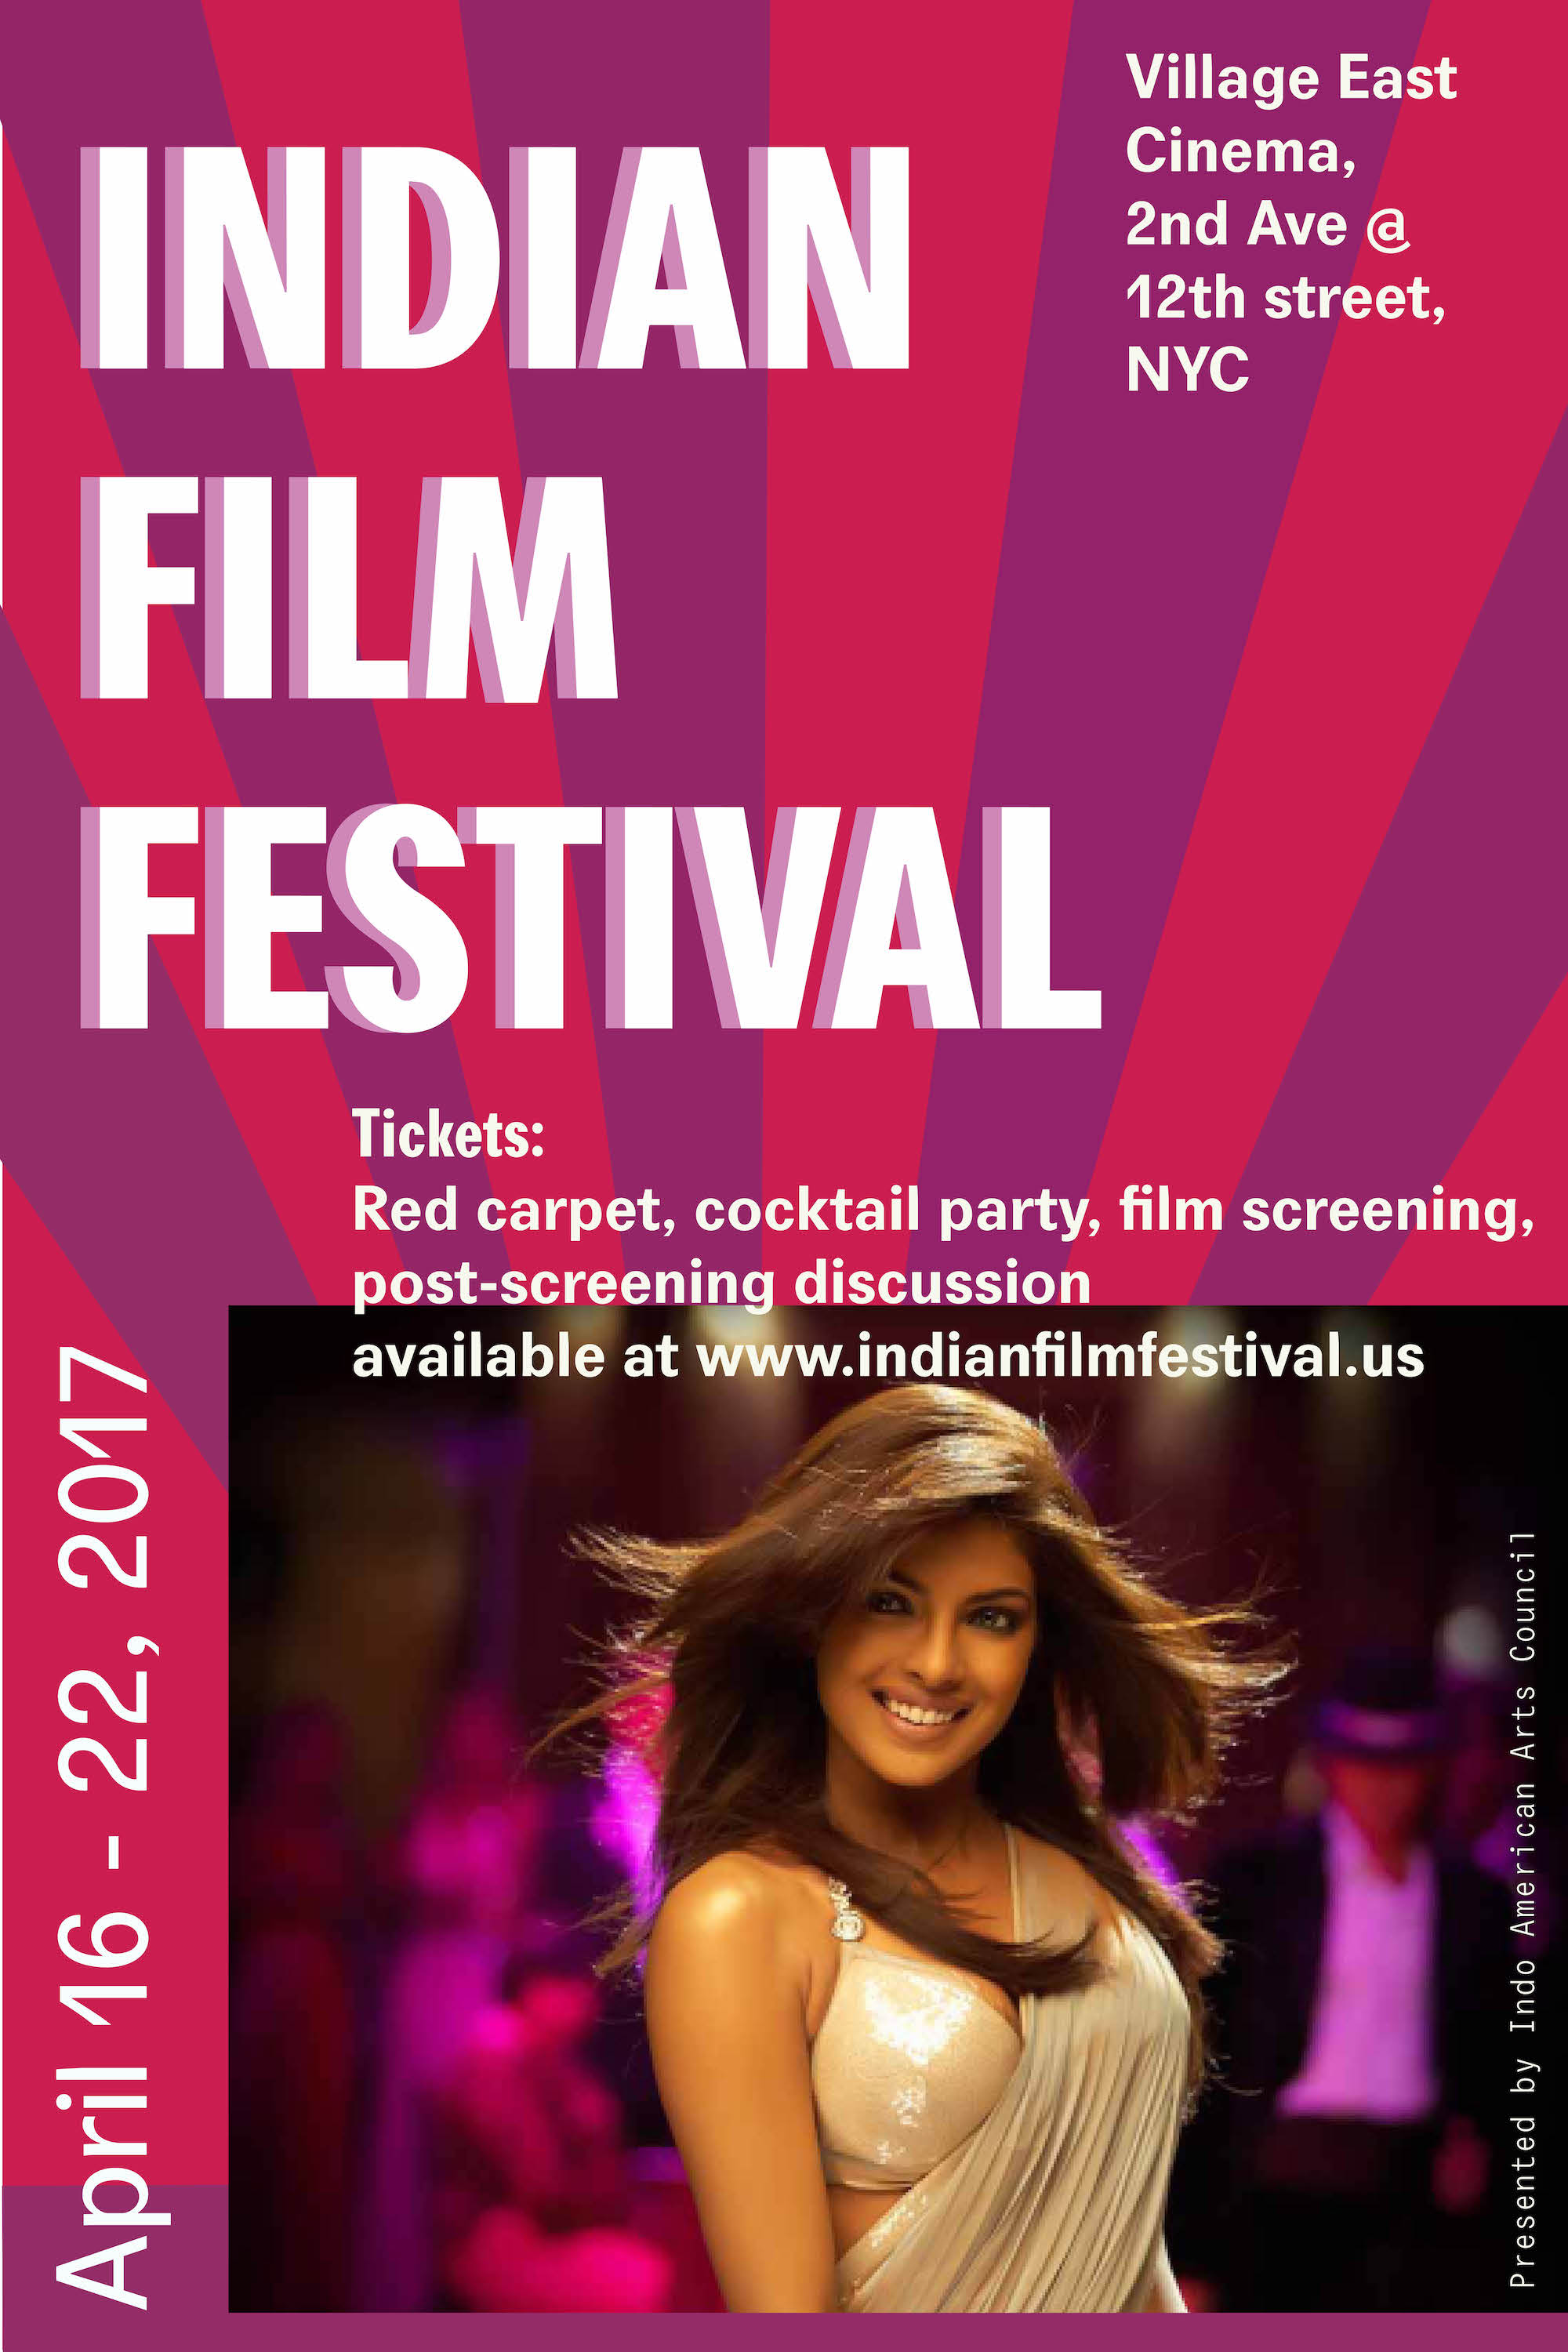 Village East
Cinema,
2nd Ave @
12th street,
NYC
INDIAN
FILM
FESTIVAL
Tickets:
Red carpet, cocktail party, film screening,
post-screening discussion
available at www.indianfilmfestival.us
April 16 - 22, 2017
Presented by Indo American Arts Council